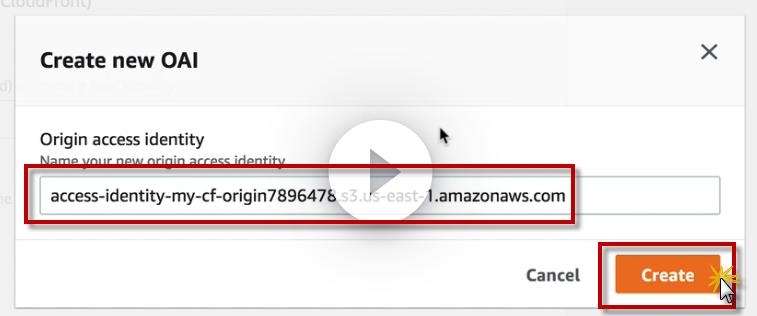 CloudFront)
Create new OAI
d)
Origin access identity
Name your new origin access identity.
ne
access-identity-my-cf-origin7896478.s3.us-east-1.amazonaws.com
Cancel
Create